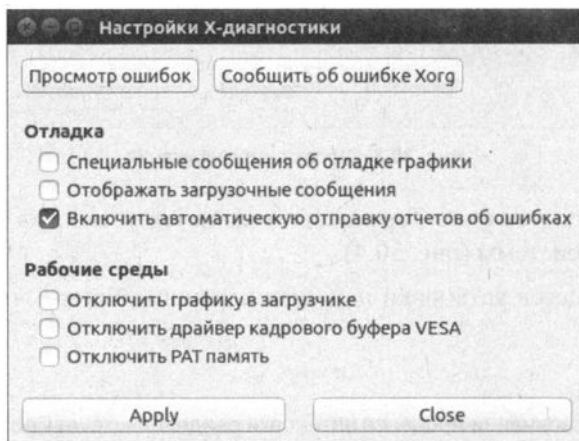 Настройки X-диагностики
Просмотр ошибок Сообщить об ошибке Xorg
Отладка
Специальные сообщения об отладке графики
Отображать загрузочные сообщения
Включить автоматическую отправку отчетов об ошибках
Рабочие среды
Отключить графику в загрузчике
Отключить драйвер кадрового буфера VESA
Отключить PAT память
Apply Close